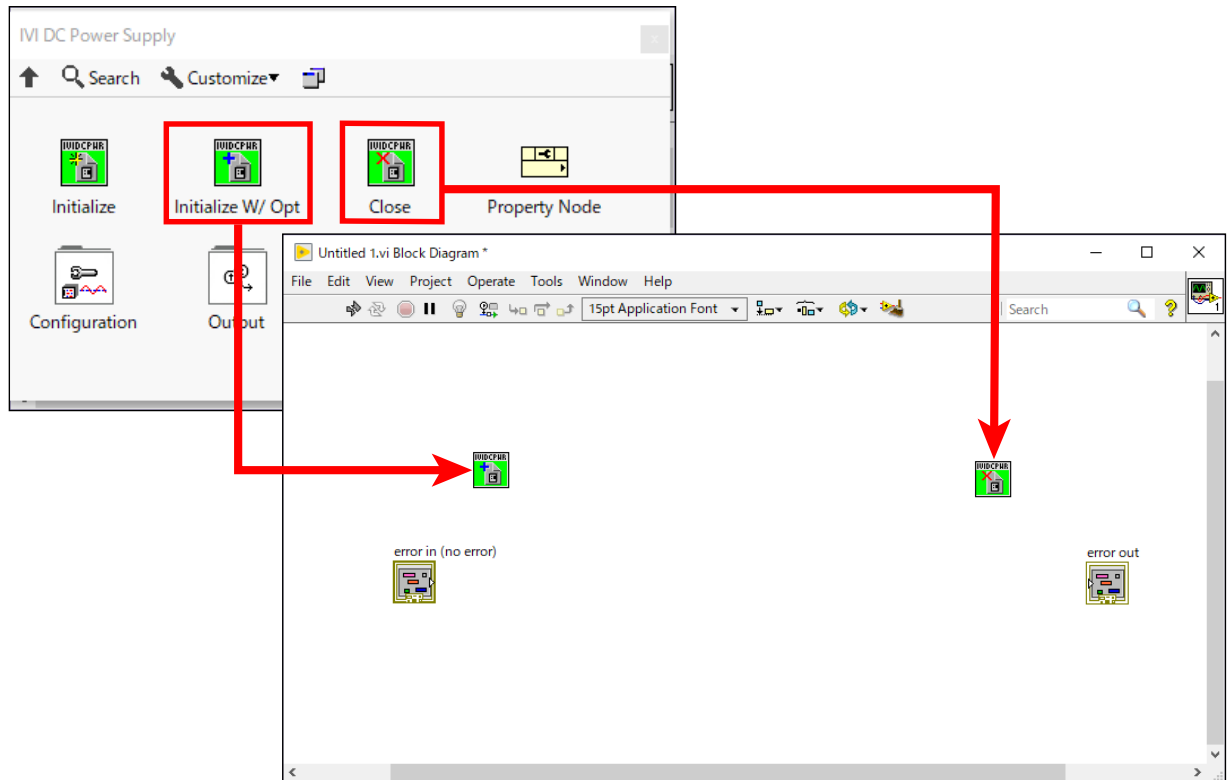 IVI DC Power Supply
Search Customize
IVIDCPWR IVIDCPWR IVIDCPWR
Initialize Initialize W/ Opt Close Property Node
Configuration Output
Untitled 1.vi Block Diagram *
File Edit View Project Operate Tools Window Help
15pt Application Font Search
1
IVIDCPWR
IVIDCPWR
error in (no error)
error out